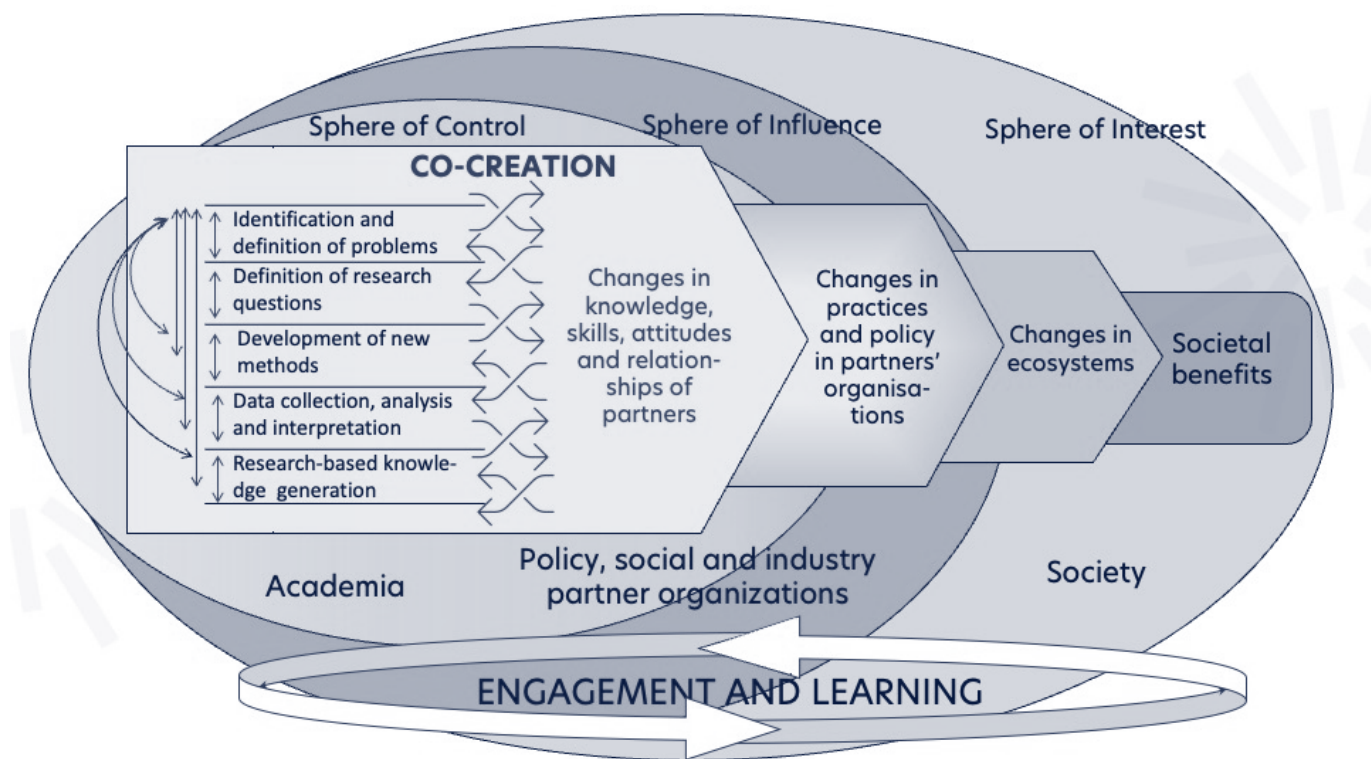 Sphere of Control
Sphere of Influence
Sphere of Interest
CO-CREATION
Identification and
definition of problems
Definition of research
questions
Development of new
methods
Data collection, analysis
and interpretation
Research-based knowle-
dge generation
Changes in
knowledge,
skills, attitudes
and relation-
ships of
partners
Changes in
practices
and policy
in partners'
organisa-
tions
Changes in
ecosystems
Societal
benefits
Academia
Policy, social and industry
partner organizations
Society
ENGAGEMENT AND LEARNING